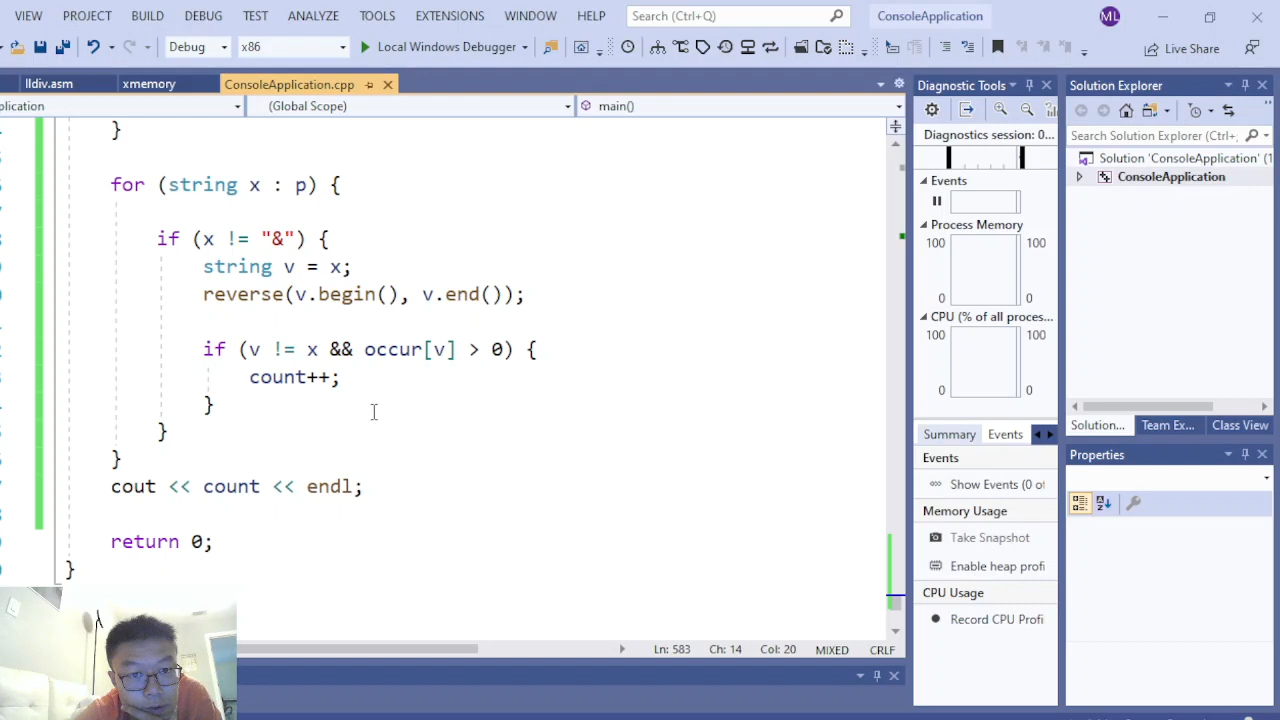 VIEW PROJECT BUILD DEBUG TEST ANALYZE TOOLS EXTENSIONS WINDOW HELP Search (Ctrl+Q) ConsoleApplication ML
Debug x86 Local Windows Debugger Live Share
lldiv.asm xmemory ConsoleApplication.cpp
plication (Global Scope) main()
}
for (string x : p) {
if (x != "&") {
string v = x;
reverse(v.begin(), v.end());
if (v != x && occur[v] > 0) {
count++;
}
}
}
cout << count << endl;
return 0;
}
Ln: 583 Ch: 14 Col: 20 MIXED CRLF
Diagnostic Tools
Diagnostics session: 0...
Events
Process Memory
100 100
0 0
CPU (% of all proces...
100 100
0 0
Summary Events
Events
Show Events (0 of
Memory Usage
Take Snapshot
Enable heap profi
CPU Usage
Record CPU Profi
Solution Explorer
Search Solution Explorer (Ctrl+;
Solution 'ConsoleApplication' (1
ConsoleApplication
Solution... Team Ex... Class View
Properties